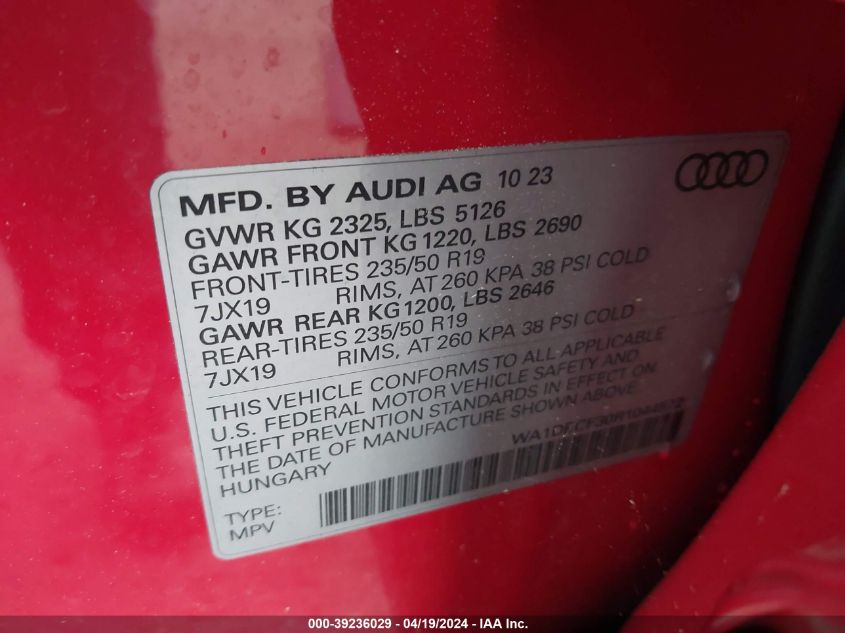 MFD. BY AUDI AG 10 23
GVWR KG 2325, LBS 5126
GAWR FRONT KG 1220, LBS 2690
FRONT-TIRES 235/50 R19
7JX19 RIMS, AT 260 KPA 38 PSI COLD
GAWR REAR KG 1200, LBS 2646
REAR-TIRES 235/50 R19
7JX19 RIMS, AT 260 KPA 38 PSI COLD
THIS VEHICLE CONFORMS TO ALL APPLICABLE
U.S. FEDERAL MOTOR VEHICLE SAFETY AND
THEFT PREVENTION STANDARDS IN EFFECT ON
THE DATE OF MANUFACTURE SHOWN ABOVE
HUNGARY
TYPE:
MPV
000-39236029 - 04/19/2024 - IAA Inc.